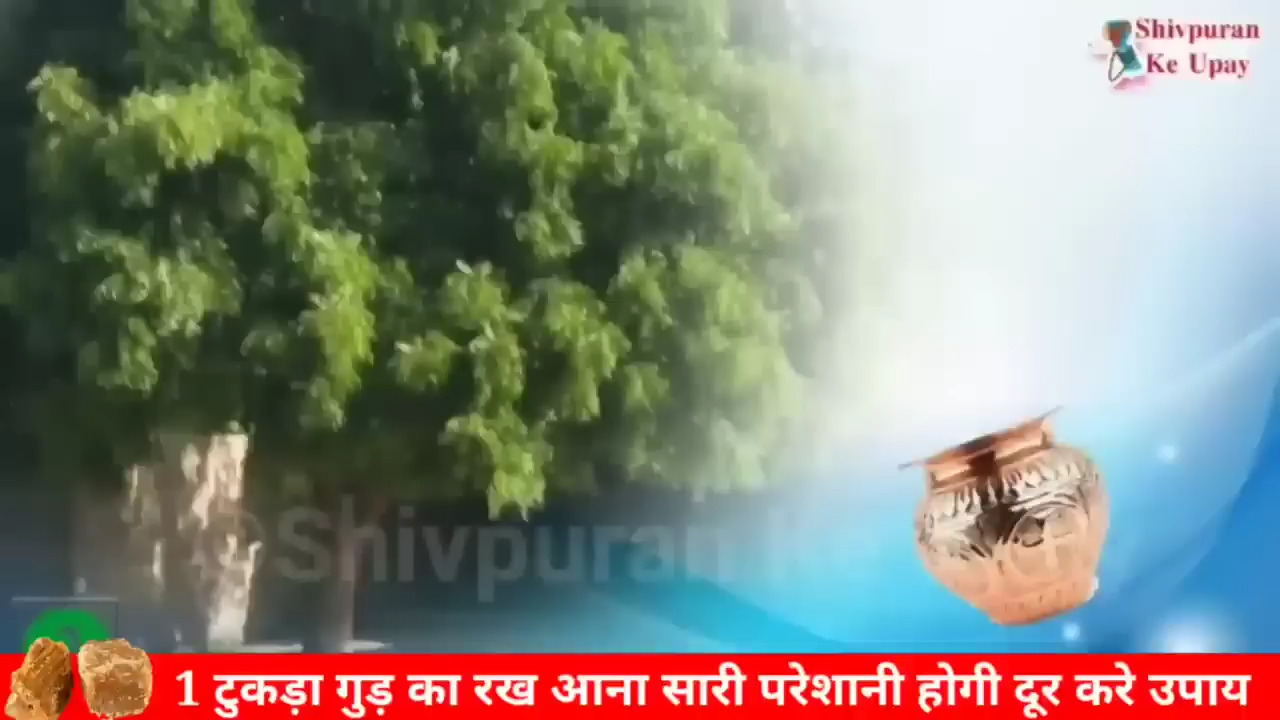 Shivpuran
Ke Upay
©Shivpuran
1 टुकड़ा गुड़ का रख आना सारी परेशानी होगी दूर करे उपाय